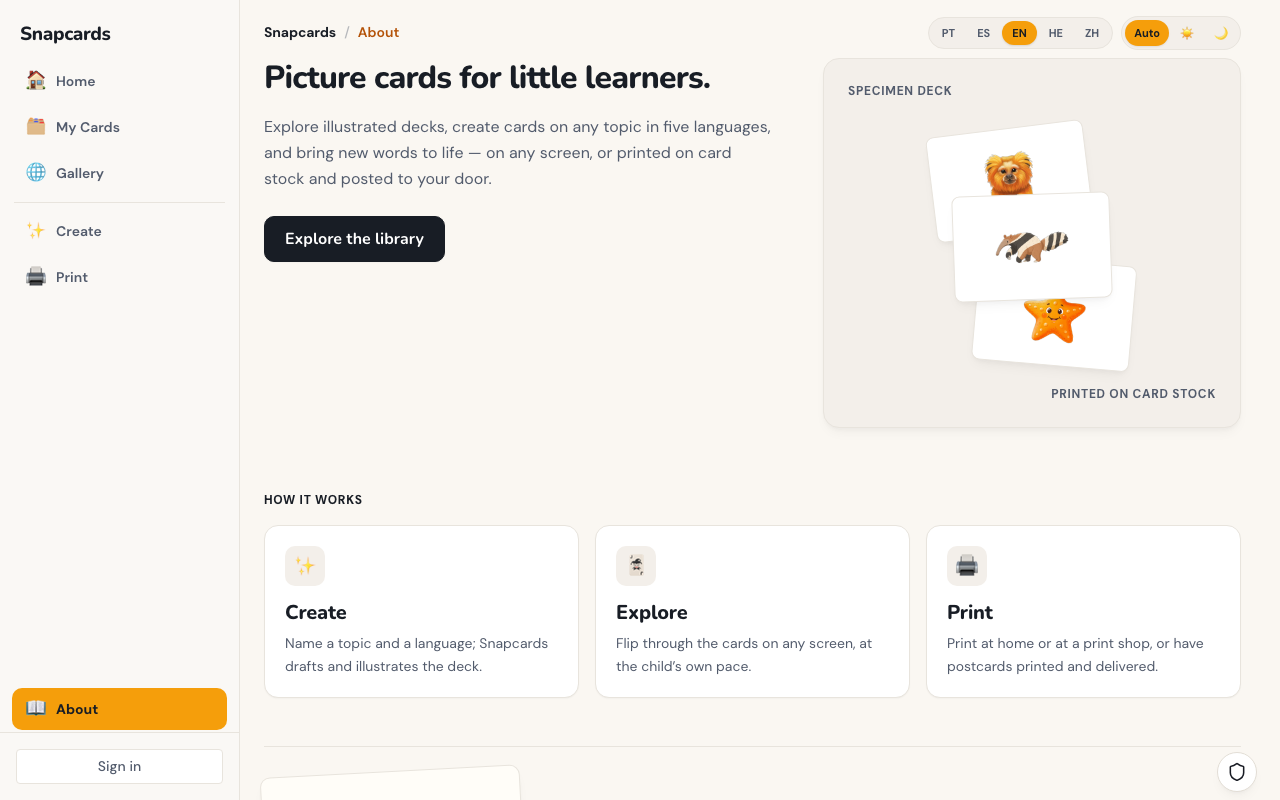 Snapcards
Home
My Cards
Gallery
Create
Print
About
Sign in
Snapcards / About
PT ES EN HE ZH
Auto
Picture cards for little learners.
Explore illustrated decks, create cards on any topic in five languages,
and bring new words to life — on any screen, or printed on card
stock and posted to your door.
Explore the library
SPECIMEN DECK
PRINTED ON CARD STOCK
HOW IT WORKS
Create
Name a topic and a language; Snapcards
drafts and illustrates the deck.
Explore
Flip through the cards on any screen, at
the child’s own pace.
Print
Print at home or at a print shop, or have
postcards printed and delivered.